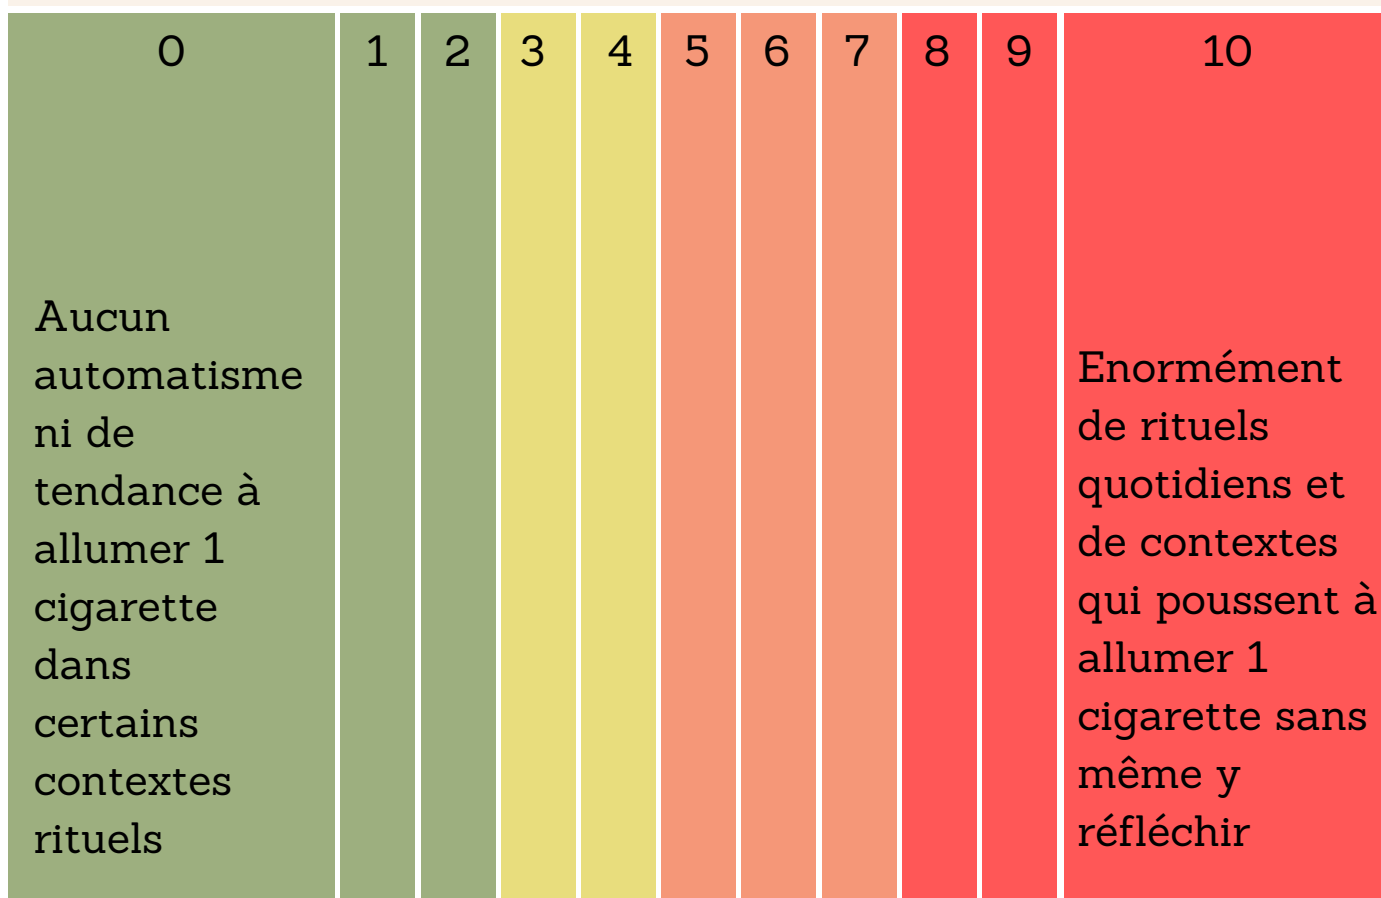 0 1 2 3 4 5 6 7 8 9 10
Aucun
automatisme
ni de
tendance à
allumer 1
cigarette
dans
certains
contextes
rituels
Enormément
de rituels
quotidiens et
de contextes
qui poussent à
allumer 1
cigarette sans
même y
réfléchir